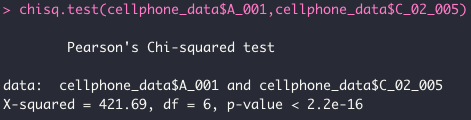 > chisq.test(cellphone_data$A_001,cellphone_data$C_02_005)
Pearson's Chi-squared test
data:  cellphone_data$A_001 and cellphone_data$C_02_005
X-squared = 421.69, df = 6, p-value < 2.2e-16